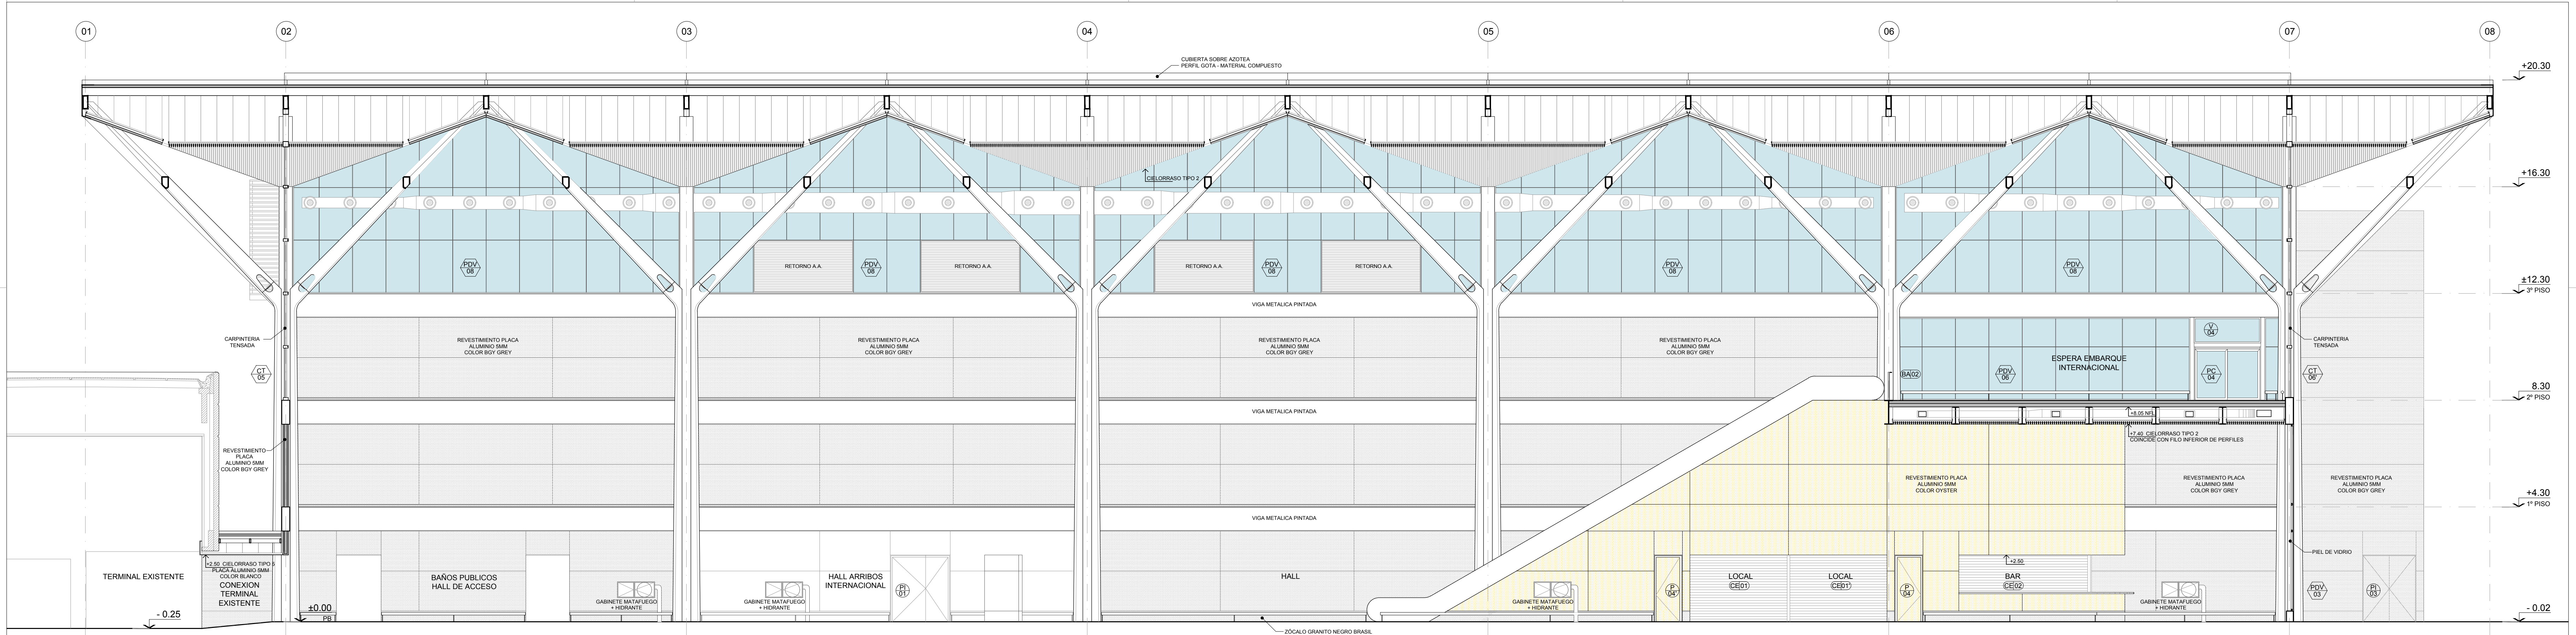 01
02
03
04
05
06
07
08
CUBIERTA SOBRE AZOTEA
PERFIL GOTA - MATERIAL COMPUESTO
+20.30
CIELORRASO TIPO 2
+16.30
PDV
08
RETORNO A.A.
PDV
08
RETORNO A.A.
RETORNO A.A.
PDV
08
RETORNO A.A.
PDV
08
PDV
08
±12.30
3º PISO
VIGA METALICA PINTADA
CARPINTERIA
TENSADA
REVESTIMIENTO PLACA
ALUMINIO 5MM
COLOR BGY GREY
REVESTIMIENTO PLACA
ALUMINIO 5MM
COLOR BGY GREY
REVESTIMIENTO PLACA
ALUMINIO 5MM
COLOR BGY GREY
REVESTIMIENTO PLACA
ALUMINIO 5MM
COLOR BGY GREY
V
04
ESPERA EMBARQUE
INTERNACIONAL
CARPINTERIA
TENSADA
CT
05
BA02
PDV
06
PC
04
CT
06'
8.30
2º PISO
VIGA METALICA PINTADA
+8.05 NFL
+7.40 CIELORRASO TIPO 2
COINCIDE CON FILO INFERIOR DE PERFILES
REVESTIMIENTO
PLACA
ALUMINIO 5MM
COLOR BGY GREY
REVESTIMIENTO PLACA
ALUMINIO 5MM
COLOR OYSTER
REVESTIMIENTO PLACA
ALUMINIO 5MM
COLOR BGY GREY
REVESTIMIENTO PLACA
ALUMINIO 5MM
COLOR BGY GREY
+4.30
1º PISO
VIGA METALICA PINTADA
PIEL DE VIDRIO
+2.50 CIELORRASO TIPO 5
PLACA ALUMINIO 5MM
COLOR BLANCO
TERMINAL EXISTENTE
CONEXION
TERMINAL
EXISTENTE
BAÑOS PUBLICOS
HALL DE ACCESO
HALL ARRIBOS
INTERNACIONAL
PI
01
HALL
P
04'
LOCAL
CE01
LOCAL
CE01'
P
04
+2.50
BAR
CE02
PDV
03
PI
03
GABINETE MATAFUEGO
+ HIDRANTE
GABINETE MATAFUEGO
+ HIDRANTE
GABINETE MATAFUEGO
+ HIDRANTE
GABINETE MATAFUEGO
+ HIDRANTE
- 0.25
±0.00
PB
- 0.02
ZÓCALO GRANITO NEGRO BRASIL